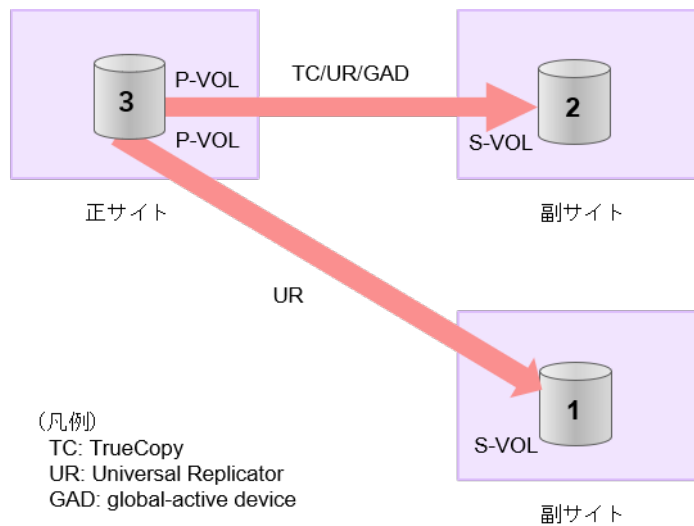 3
P-VOL
P-VOL
TC/UR/GAD
2
S-VOL
正サイト
副サイト
UR
1
S-VOL
副サイト
(凡例)
TC: TrueCopy
UR: Universal Replicator
GAD: global-active device